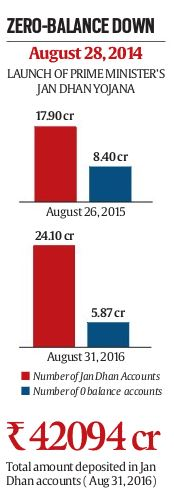 ZERO-BALANCE DOWN
August 28, 2014
LAUNCH OF PRIME MINISTER'S
JAN DHAN YOJANA
17.90 cr
8.40 cr
August 26, 2015
24.10 cr
5.87 cr
August 31, 2016
Number of Jan Dhan Accounts
Number of 0 balance accounts
₹ 42094 cr
Total amount deposited in Jan
Dhan accounts ( Aug 31, 2016 )